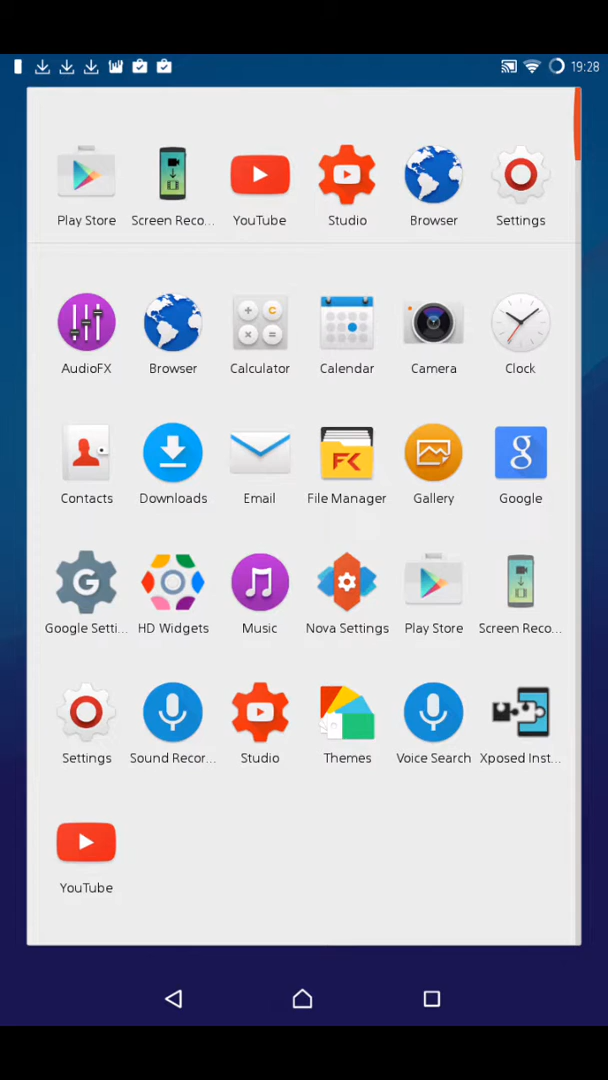 19:28
Play Store Screen Reco... YouTube Studio Browser Settings
AudioFX Browser Calculator Calendar Camera Clock
Contacts Downloads Email File Manager Gallery Google
Google Setti... HD Widgets Music Nova Settings Play Store Screen Reco...
Settings Sound Recor... Studio Themes Voice Search Xposed Inst...
YouTube